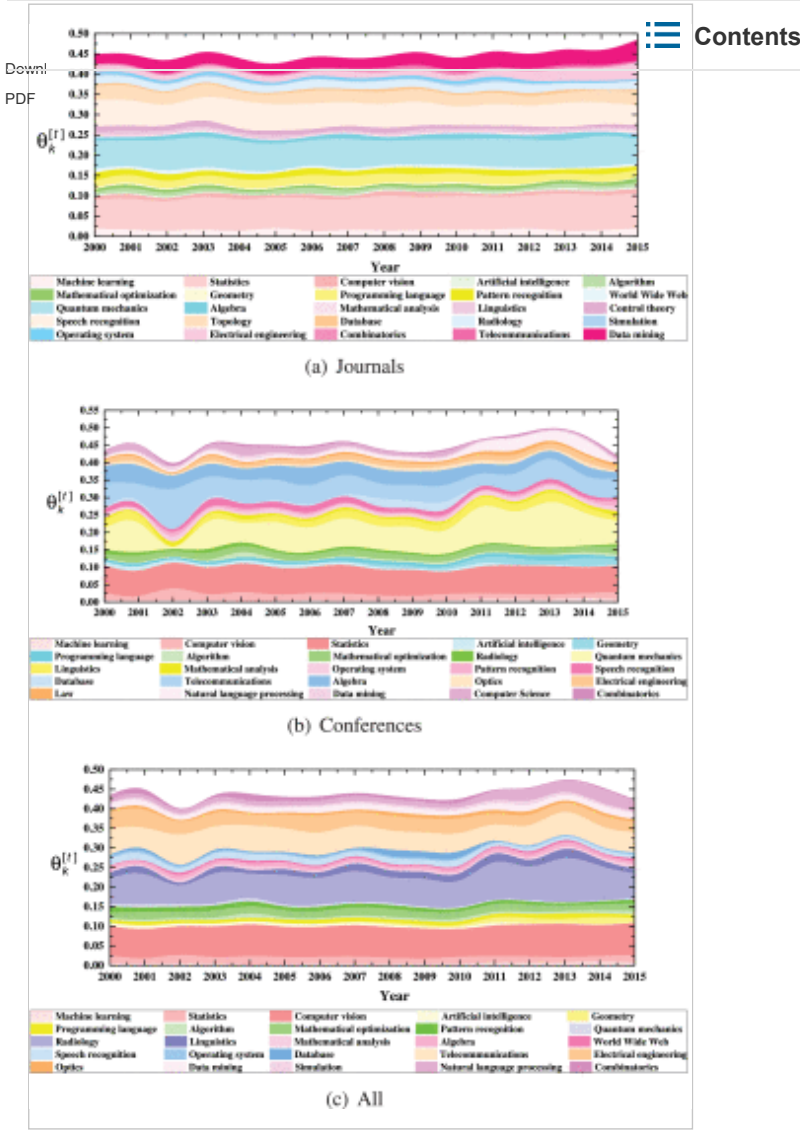 Contents
Downl
PDF
0.50
0.45
0.40
0.35
0.30
0.25
0.20
0.15
0.10
0.05
0.00
θk[t]
2000 2001 2002 2003 2004 2005 2006 2007 2008 2009 2010 2011 2012 2013 2014 2015
Year
Machine learning Statistics Computer vision Artificial intelligence Algorithm
Mathematical optimization Geometry Programming language Pattern recognition World Wide Web
Quantum mechanics Algebra Mathematical analysis Linguistics Control theory
Speech recognition Topology Database Radiology Simulation
Operating system Electrical engineering Combinatorics Telecommunications Data mining
(a) Journals
0.55
0.50
0.45
0.40
0.35
0.30
0.25
0.20
0.15
0.10
0.05
0.00
θk[t]
2000 2001 2002 2003 2004 2005 2006 2007 2008 2009 2010 2011 2012 2013 2014 2015
Year
Machine learning Computer vision Statistics Artificial intelligence Geometry
Programming language Algorithm Mathematical optimization Radiology Quantum mechanics
Linguistics Mathematical analysis Operating system Pattern recognition Speech recognition
Database Telecommunications Algebra Optics Electrical engineering
Law Natural language processing Data mining Computer Science Combinatorics
(b) Conferences
0.50
0.45
0.40
0.35
0.30
0.25
0.20
0.15
0.10
0.05
0.00
θk[t]
2000 2001 2002 2003 2004 2005 2006 2007 2008 2009 2010 2011 2012 2013 2014 2015
Year
Machine learning Statistics Computer vision Artificial intelligence Geometry
Programming language Algorithm Mathematical optimization Pattern recognition Quantum mechanics
Radiology Linguistics Mathematical analysis Algebra World Wide Web
Speech recognition Operating system Database Telecommunications Electrical engineering
Optics Data mining Simulation Natural language processing Combinatorics
(c) All